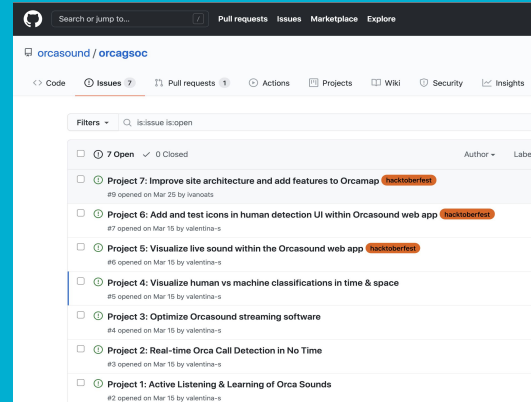 Search or jump to... / Pull requests Issues Marketplace Explore
orcasound / orcagsoc
<> Code Issues 7 Pull requests 1 Actions Projects Wiki Security Insights
Filters is:issue is:open
7 Open 0 Closed Author Labe
Project 7: Improve site architecture and add features to Orcamap hacktoberfest
#9 opened on Mar 25 by ivanoats
Project 6: Add and test icons in human detection UI within Orcasound web app hacktoberfest
#7 opened on Mar 15 by valentina-s
Project 5: Visualize live sound within the Orcasound web app hacktoberfest
#6 opened on Mar 15 by valentina-s
Project 4: Visualize human vs machine classifications in time & space
#5 opened on Mar 15 by valentina-s
Project 3: Optimize Orcasound streaming software
#4 opened on Mar 15 by valentina-s
Project 2: Real-time Orca Call Detection in No Time
#3 opened on Mar 15 by valentina-s
Project 1: Active Listening & Learning of Orca Sounds
#2 opened on Mar 15 by valentina-s